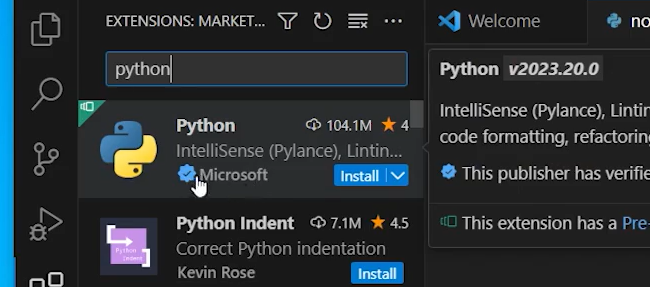 EXTENSIONS: MARKET...
python
Python 104.1M 4
IntelliSense (Pylance), Lintin...
Microsoft Install
Python Indent 7.1M 4.5
Correct Python indentation
Kevin Rose Install
Python
Indent
Welcome no
Python v2023.20.0
IntelliSense (Pylance), Lintin
code formatting, refactoring
This publisher has verifie
This extension has a Pre-